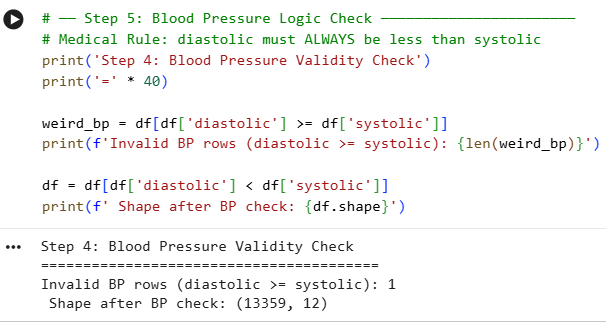 # ── Step 5: Blood Pressure Logic Check ───────────────────────
# Medical Rule: diastolic must ALWAYS be less than systolic
print('Step 4: Blood Pressure Validity Check')
print('=' * 40)

weird_bp = df[df['diastolic'] >= df['systolic']]
print(f'Invalid BP rows (diastolic >= systolic): {len(weird_bp)}')

df = df[df['diastolic'] < df['systolic']]
print(f' Shape after BP check: {df.shape}')
Step 4: Blood Pressure Validity Check
========================================
Invalid BP rows (diastolic >= systolic): 1
 Shape after BP check: (13359, 12)